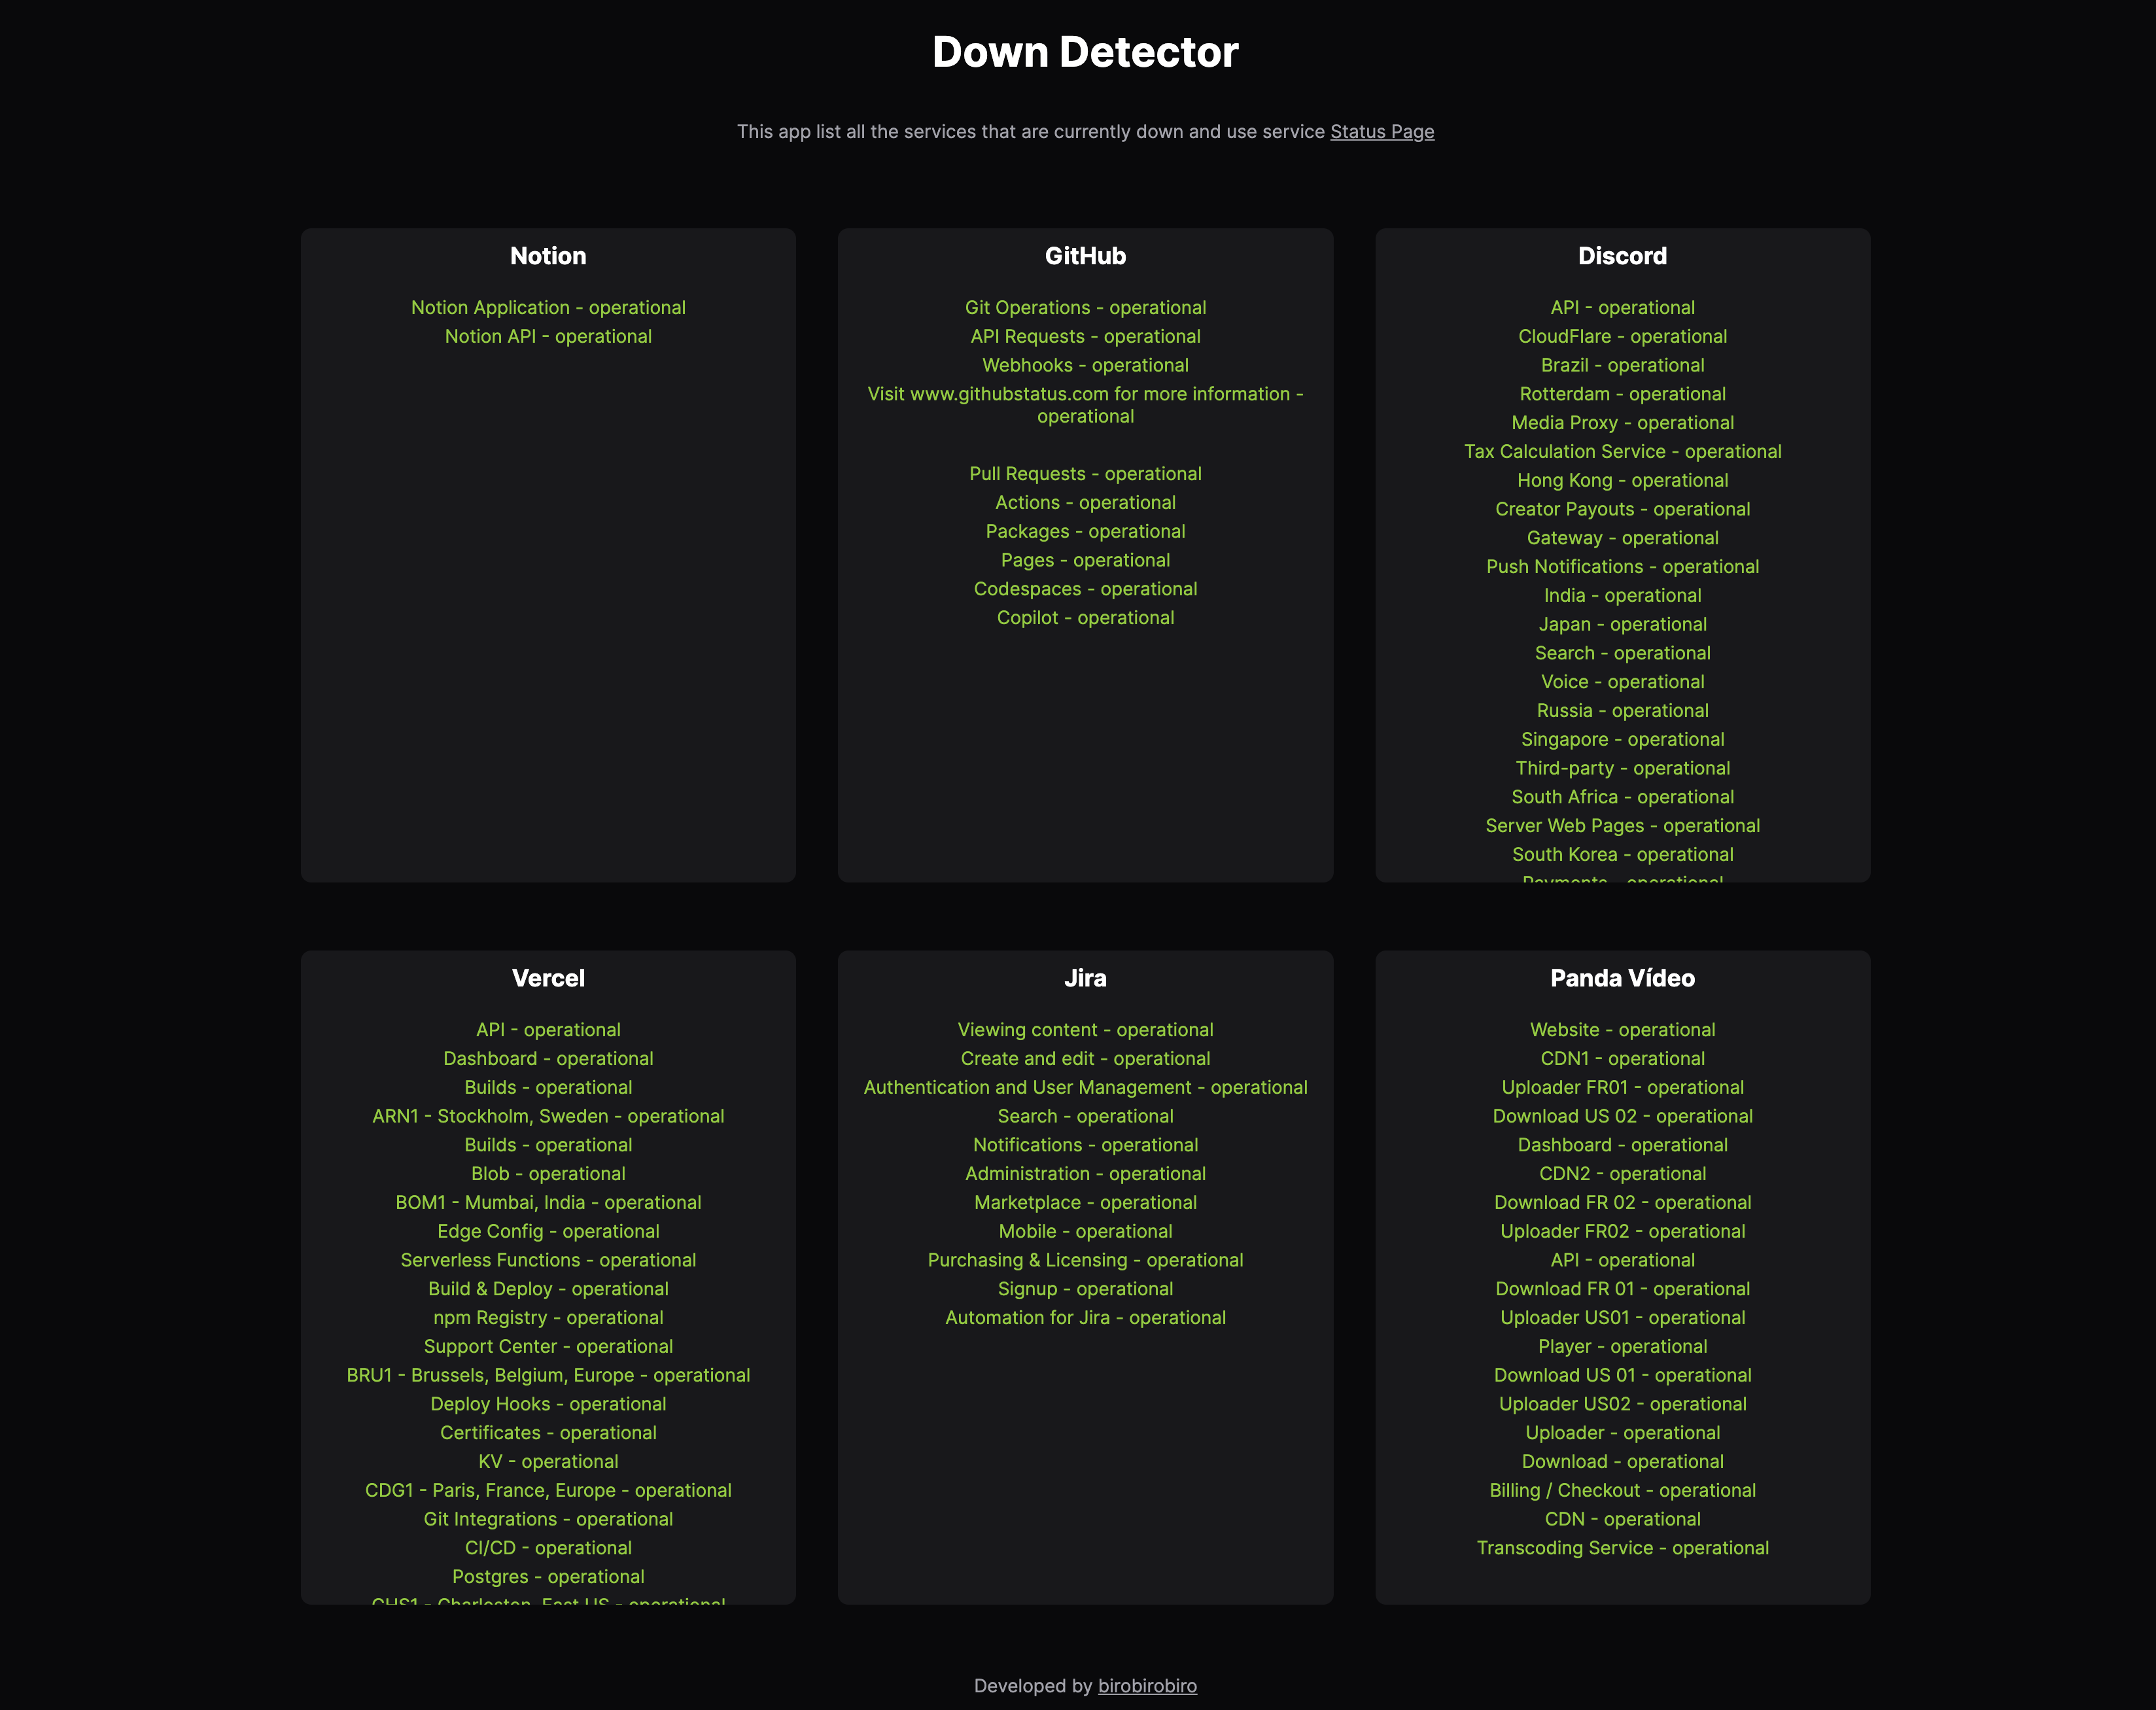 Down Detector
This app list all the services that are currently down and use service Status Page
Notion
Notion Application - operational
Notion API - operational
GitHub
Git Operations - operational
API Requests - operational
Webhooks - operational
Visit www.githubstatus.com for more information -
operational
Pull Requests - operational
Actions - operational
Packages - operational
Pages - operational
Codespaces - operational
Copilot - operational
Discord
API - operational
CloudFlare - operational
Brazil - operational
Rotterdam - operational
Media Proxy - operational
Tax Calculation Service - operational
Hong Kong - operational
Creator Payouts - operational
Gateway - operational
Push Notifications - operational
India - operational
Japan - operational
Search - operational
Voice - operational
Russia - operational
Singapore - operational
Third-party - operational
South Africa - operational
Server Web Pages - operational
South Korea - operational
Payments - operational
Vercel
API - operational
Dashboard - operational
Builds - operational
ARN1 - Stockholm, Sweden - operational
Builds - operational
Blob - operational
BOM1 - Mumbai, India - operational
Edge Config - operational
Serverless Functions - operational
Build & Deploy - operational
npm Registry - operational
Support Center - operational
BRU1 - Brussels, Belgium, Europe - operational
Deploy Hooks - operational
Certificates - operational
KV - operational
CDG1 - Paris, France, Europe - operational
Git Integrations - operational
CI/CD - operational
Postgres - operational
Jira
Viewing content - operational
Create and edit - operational
Authentication and User Management - operational
Search - operational
Notifications - operational
Administration - operational
Marketplace - operational
Mobile - operational
Purchasing & Licensing - operational
Signup - operational
Automation for Jira - operational
Panda Vídeo
Website - operational
CDN1 - operational
Uploader FR01 - operational
Download US 02 - operational
Dashboard - operational
CDN2 - operational
Download FR 02 - operational
Uploader FR02 - operational
API - operational
Download FR 01 - operational
Uploader US01 - operational
Player - operational
Download US 01 - operational
Uploader US02 - operational
Uploader - operational
Download - operational
Billing / Checkout - operational
CDN - operational
Transcoding Service - operational
Developed by birobirobiro